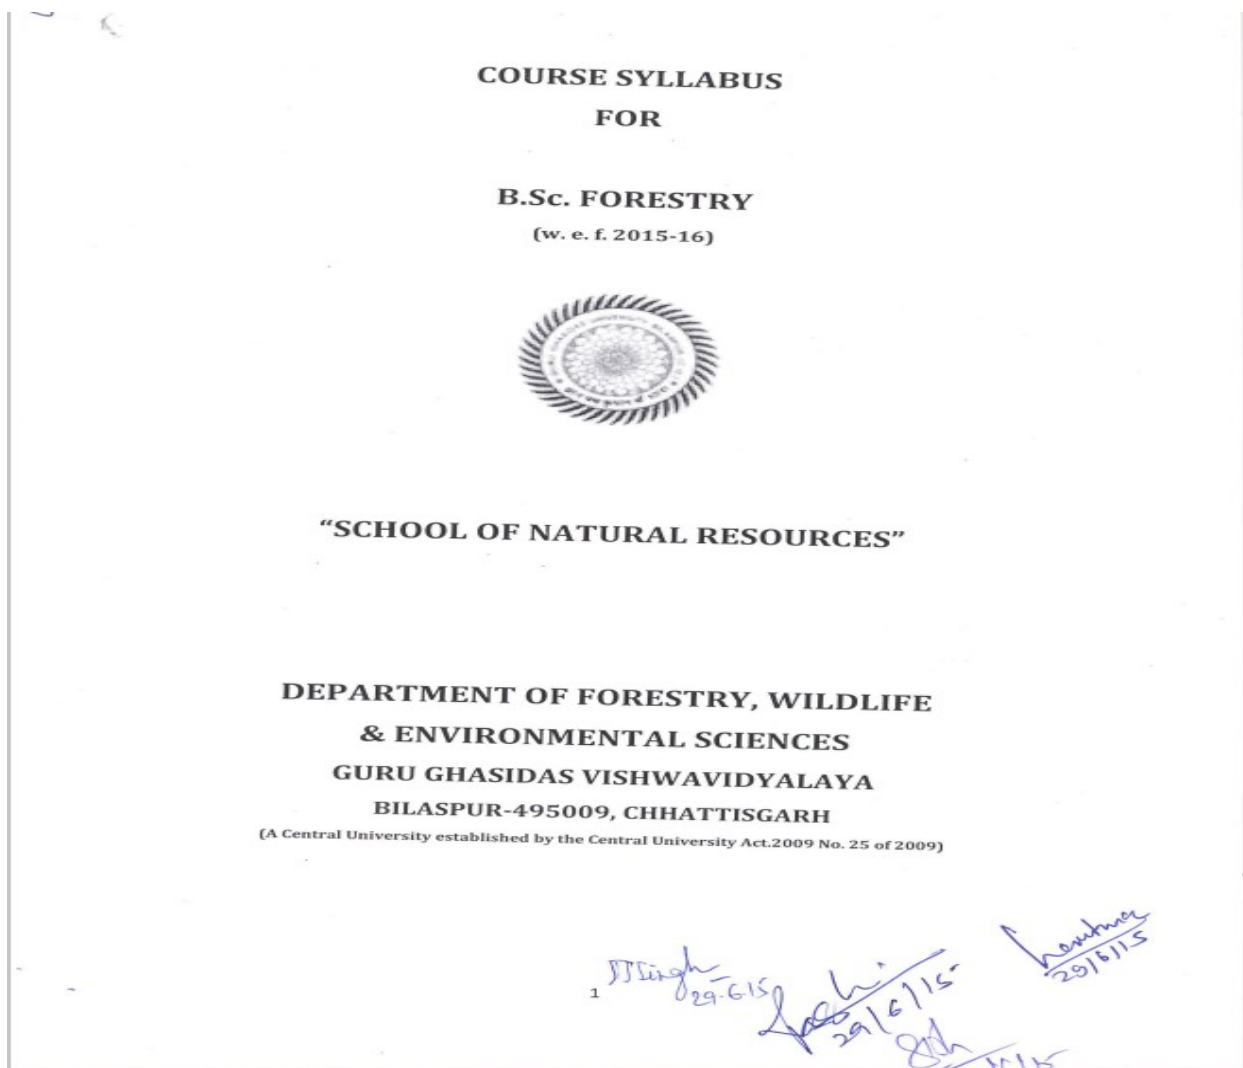 COURSE SYLLABUS
FOR
B.Sc. FORESTRY
(w. e. f. 2015-16)
“SCHOOL OF NATURAL RESOURCES”
DEPARTMENT OF FORESTRY, WILDLIFE
& ENVIRONMENTAL SCIENCES
GURU GHASIDAS VISHWAVIDYALAYA
BILASPUR-495009, CHHATTISGARH
(A Central University established by the Central University Act.2009 No. 25 of 2009)
1
Singh
29-6-15
29/6/15
29/6/15